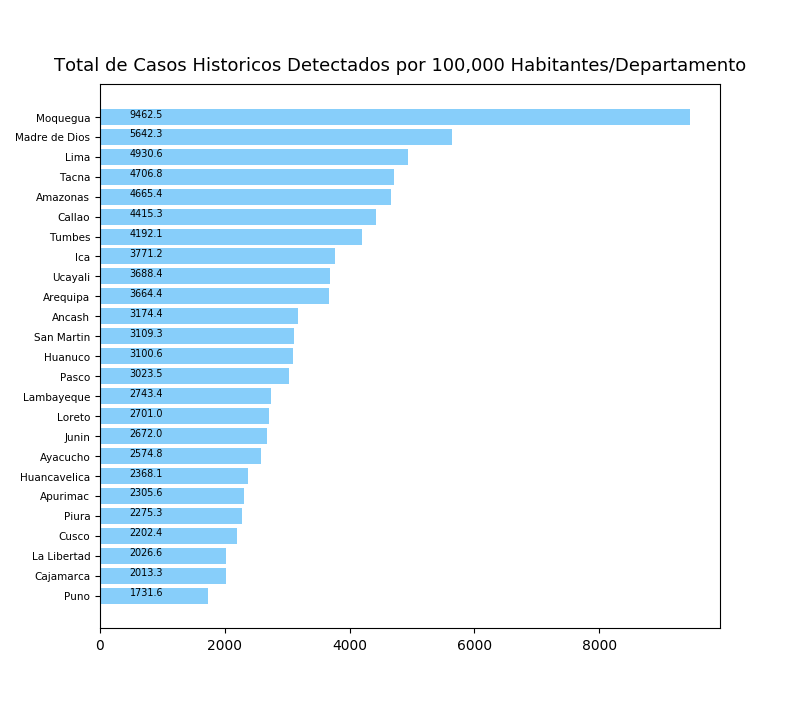 Total de Casos Historicos Detectados por 100,000 Habitantes/Departamento
Moquegua 9462.5
Madre de Dios 5642.3
Lima 4930.6
Tacna 4706.8
Amazonas 4665.4
Callao 4415.3
Tumbes 4192.1
Ica 3771.2
Ucayali 3688.4
Arequipa 3664.4
Ancash 3174.4
San Martin 3109.3
Huanuco 3100.6
Pasco 3023.5
Lambayeque 2743.4
Loreto 2701.0
Junin 2672.0
Ayacucho 2574.8
Huancavelica 2368.1
Apurimac 2305.6
Piura 2275.3
Cusco 2202.4
La Libertad 2026.6
Cajamarca 2013.3
Puno 1731.6
0 2000 4000 6000 8000